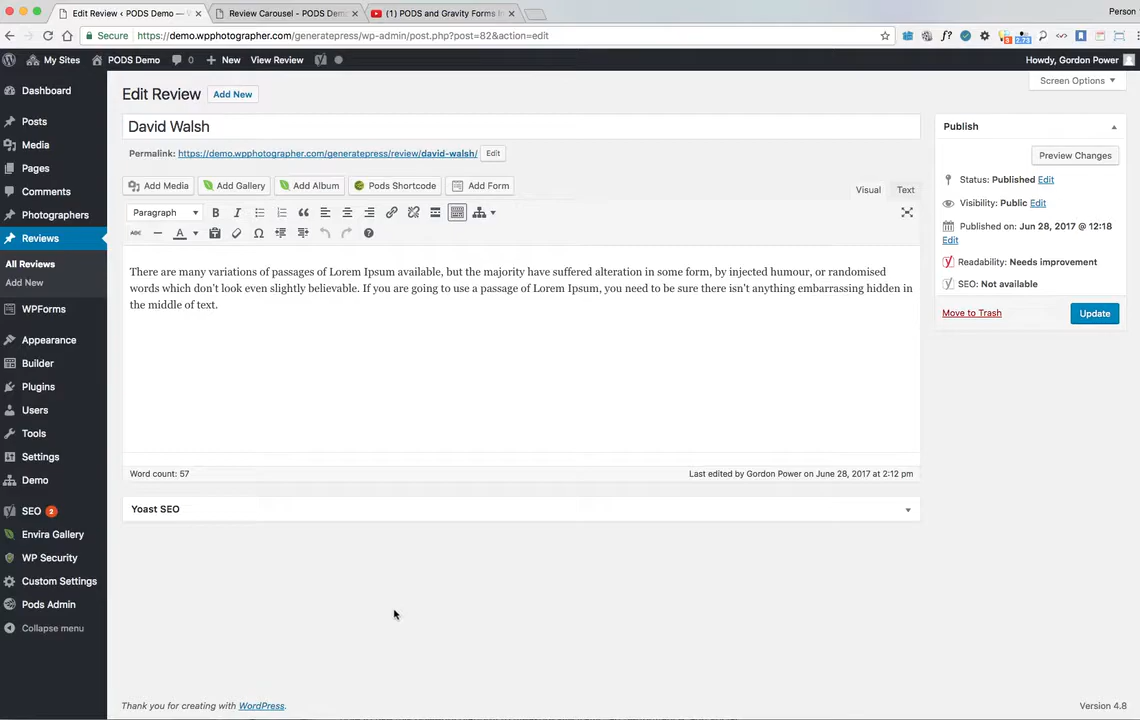 Edit Review ‹ PODS Demo — W
Review Carousel - PODS Dem
(1) PODS and Gravity Forms In
Person
Secure
https://demo.wpphotographer.com/generatepress/wp-admin/post.php?post=82&action=edit
My Sites
PODS Demo
0
New
View Review
Howdy, Gordon Power
Dashboard
Posts
Media
Pages
Comments
Photographers
Reviews
All Reviews
Add New
WPForms
Appearance
Builder
Plugins
Users
Tools
Settings
Demo
SEO 2
Envira Gallery
WP Security
Custom Settings
Pods Admin
Collapse menu
Screen Options
Edit Review Add New
David Walsh
Permalink: https://demo.wpphotographer.com/generatepress/review/david-walsh/ Edit
Add Media
Add Gallery
Add Album
Pods Shortcode
Add Form
Visual
Text
Paragraph
There are many variations of passages of Lorem Ipsum available, but the majority have suffered alteration in some form, by injected humour, or randomised
words which don't look even slightly believable. If you are going to use a passage of Lorem Ipsum, you need to be sure there isn't anything embarrassing hidden in
the middle of text.
Word count: 57
Last edited by Gordon Power on June 28, 2017 at 2:12 pm
Yoast SEO
Publish
Preview Changes
Status: Published Edit
Visibility: Public Edit
Published on: Jun 28, 2017 @ 12:18
Edit
Readability: Needs improvement
SEO: Not available
Move to Trash
Update
Thank you for creating with WordPress.
Version 4.8